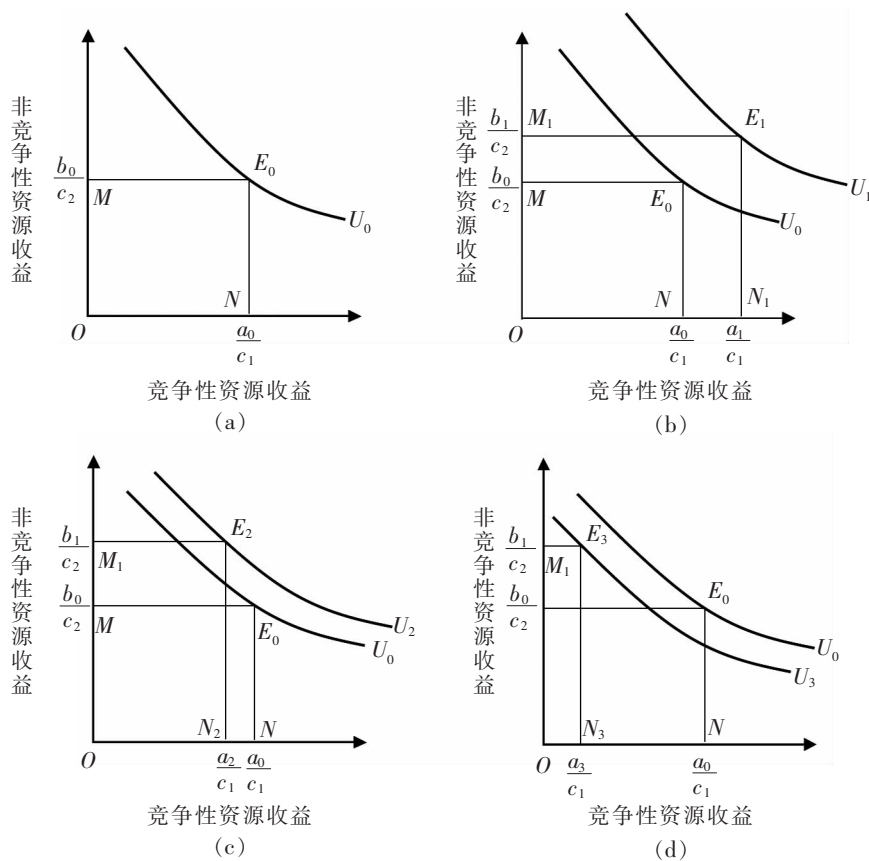 非竞争性资源收益
b₀/c₂
M
E₀
U₀
N
O
a₀/c₁
竞争性资源收益
(a)
非竞争性资源收益
b₁/c₂
M₁
E₁
b₀/c₂
M
E₀
U₁
U₀
N
N₁
O
a₀/c₁
a₁/c₁
竞争性资源收益
(b)
非竞争性资源收益
b₁/c₂
M₁
E₂
b₀/c₂
M
E₀
U₂
U₀
N₂
N
O
a₂/c₁
a₀/c₁
竞争性资源收益
(c)
非竞争性资源收益
b₁/c₂
M₁
E₃
b₀/c₂
E₀
U₀
U₃
N₃
N
O
a₃/c₁
a₀/c₁
竞争性资源收益
(d)